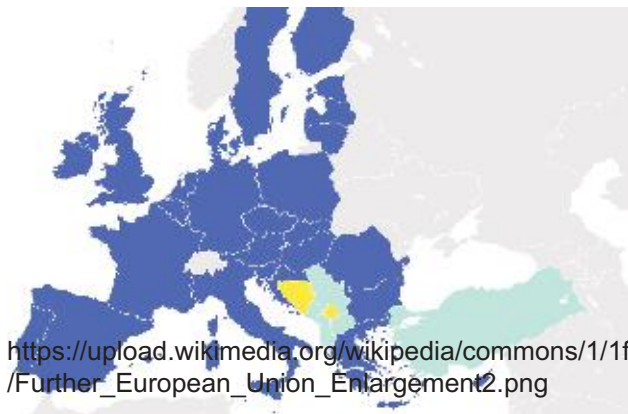 https://upload.wikimedia.org/wikipedia/commons/1/1f
/Further_European_Union_Enlargement2.png